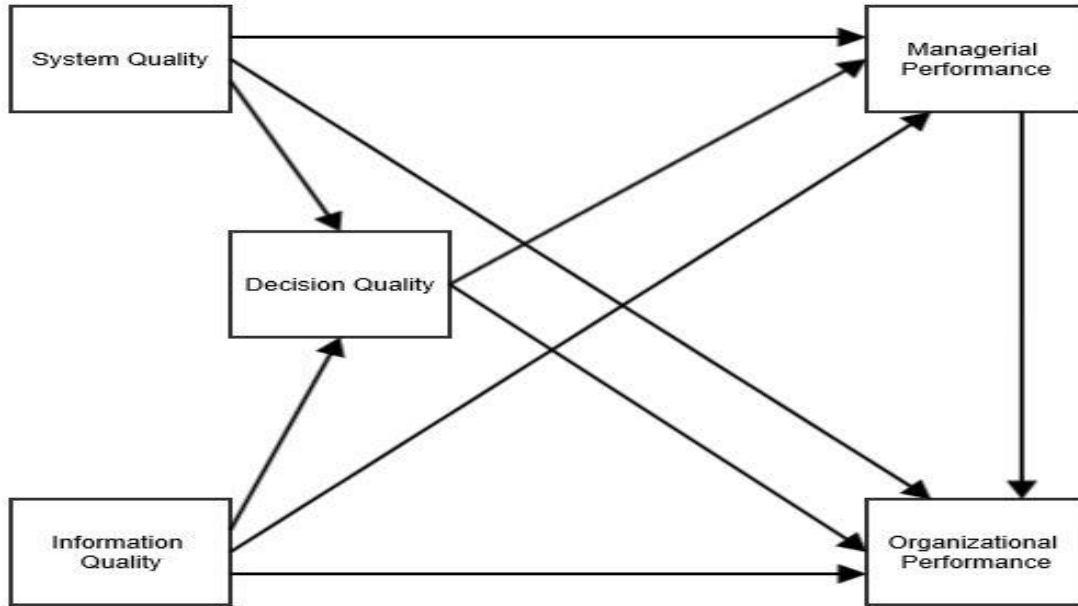 System Quality
Managerial
Performance
Decision Quality
Information
Quality
Organizational
Performance